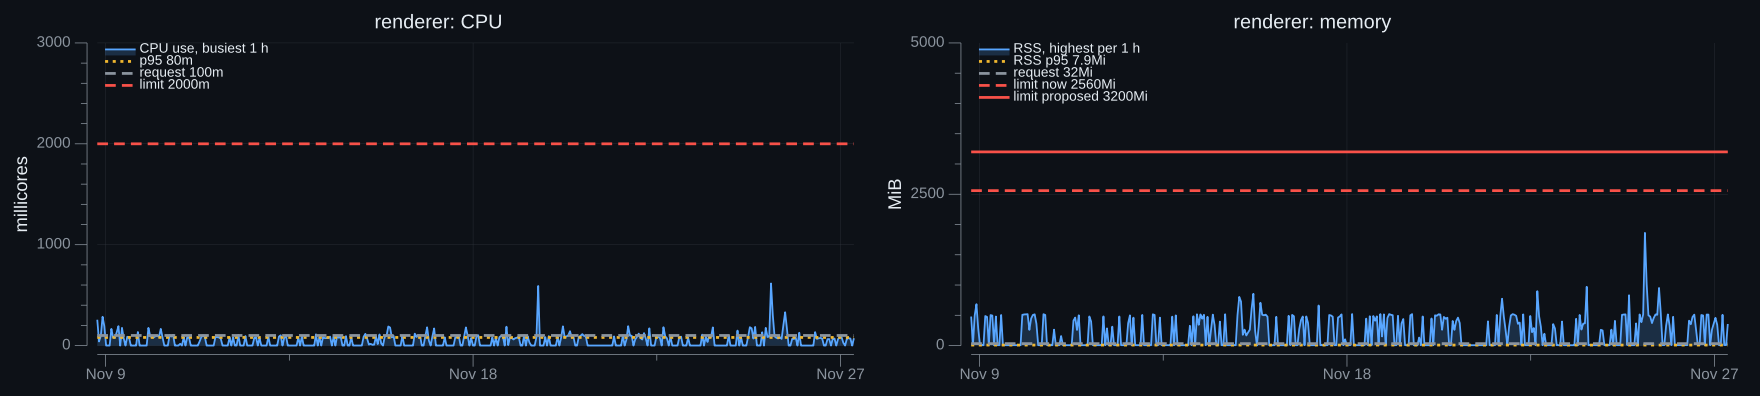 renderer: CPU
3000
2000
1000
0
millicores
CPU use, busiest 1 h
p95 80m
request 100m
limit 2000m
Nov 9
Nov 18
Nov 27
renderer: memory
5000
2500
0
MiB
RSS, highest per 1 h
RSS p95 7.9Mi
request 32Mi
limit now 2560Mi
limit proposed 3200Mi
Nov 9
Nov 18
Nov 27